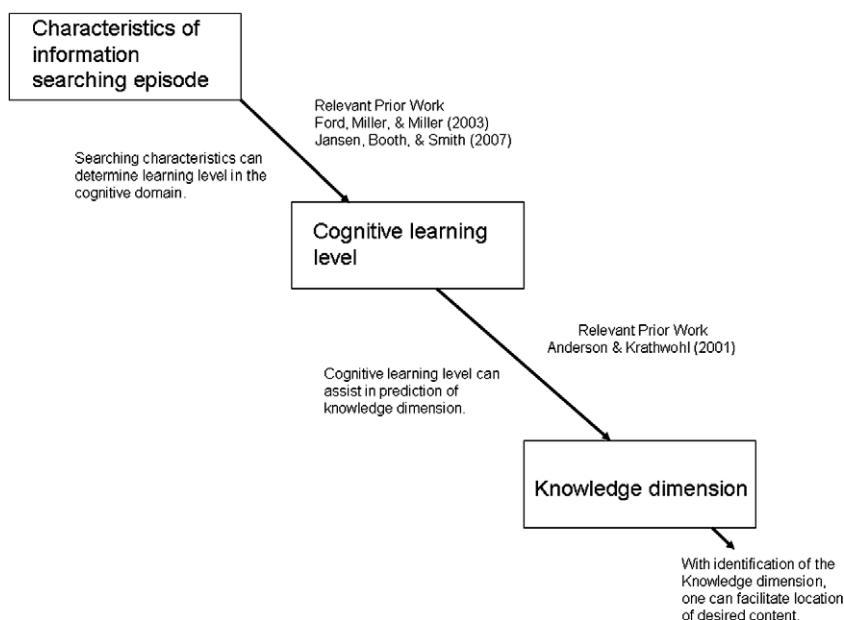 Characteristics of
information
searching episode
Relevant Prior Work
Ford, Miller, & Miller (2003)
Jansen, Booth, & Smith (2007)
Searching characteristics can
determine learning level in the
cognitive domain.
Cognitive learning
level
Relevant Prior Work
Anderson & Krathwohl (2001)
Cognitive learning level can
assist in prediction of
knowledge dimension.
Knowledge dimension
With identification of the
Knowledge dimension,
one can facilitate location
of desired content.